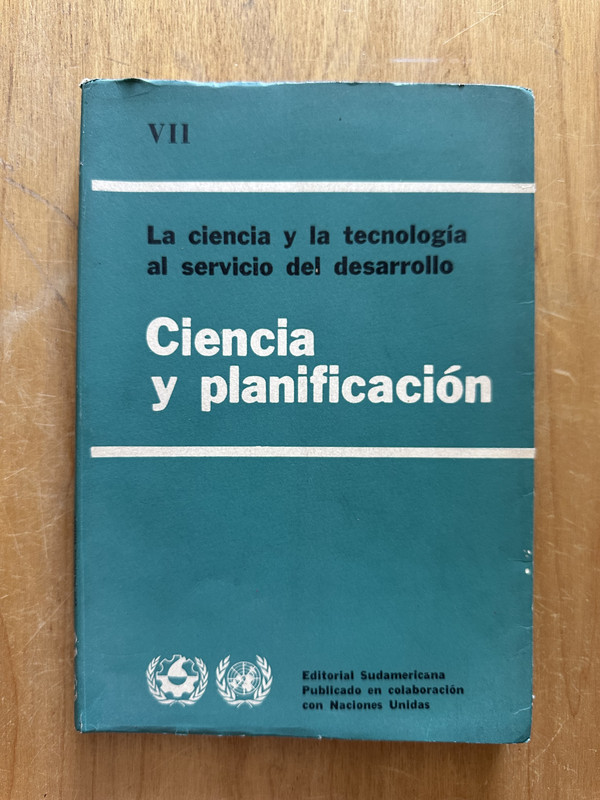 VII
La ciencia y la tecnología
al servicio del desarrollo
Ciencia
y planificación
Editorial Sudamericana
Publicado en colaboración
con Naciones Unidas